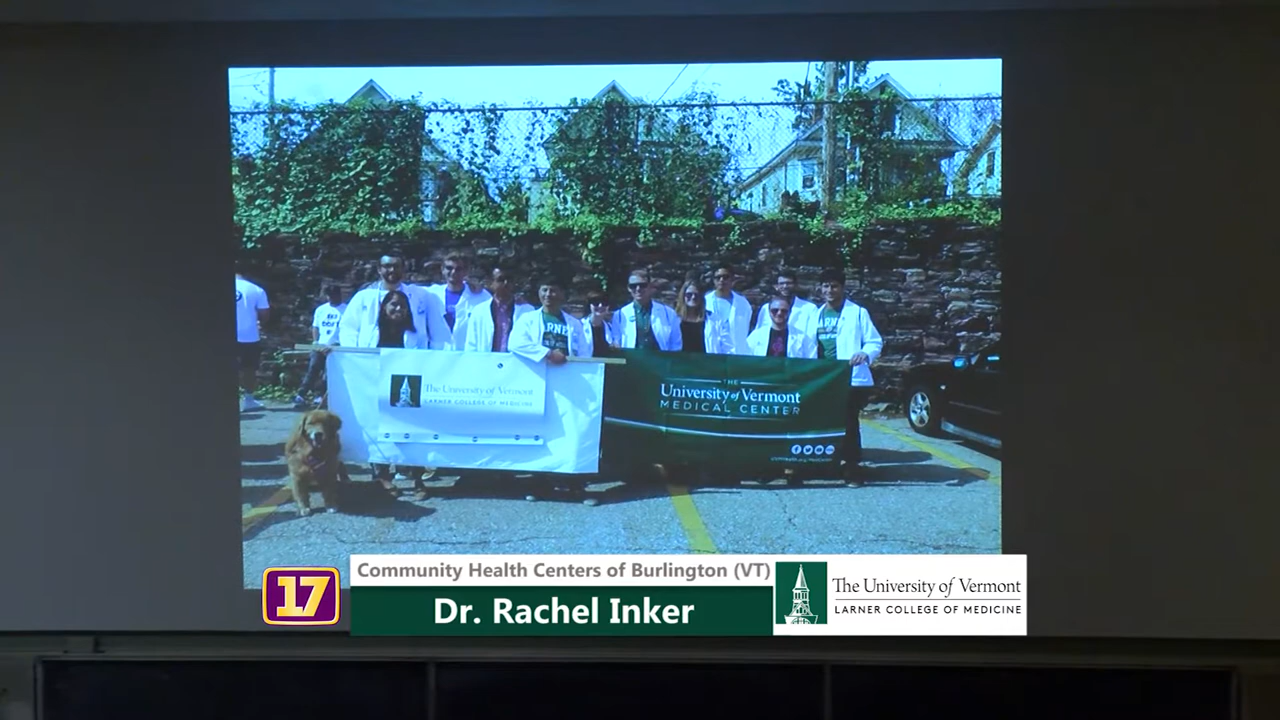 The University of Vermont
LARNER COLLEGE OF MEDICINE
THE
University of Vermont
MEDICAL CENTER
17
Community Health Centers of Burlington (VT)
Dr. Rachel Inker
The University of Vermont
LARNER COLLEGE OF MEDICINE